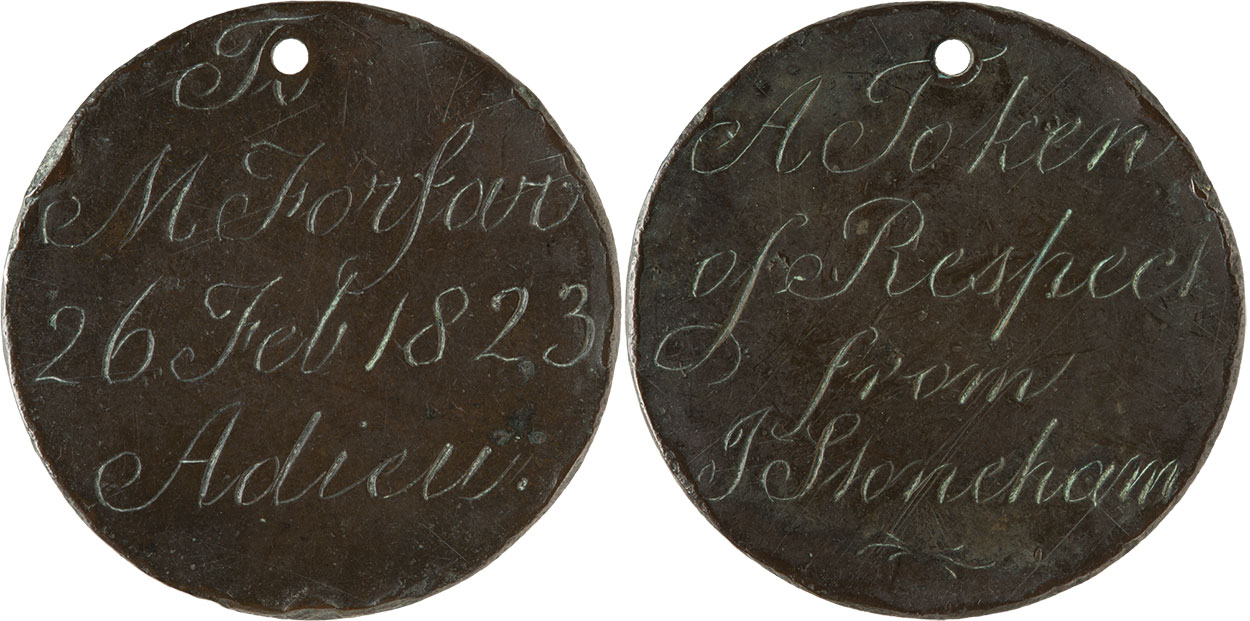 To
M Forfar
26 Feb 1823
Adieu.
A Token
of Respect
from
J Stoneham